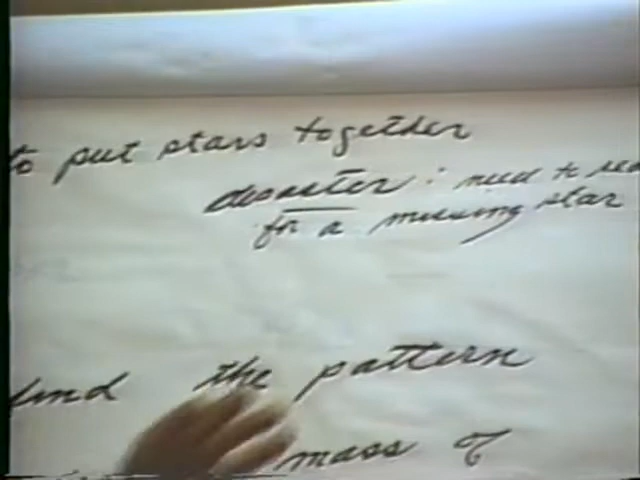 to put stars together
disaster: need to
for a missing star
find the pattern
mass